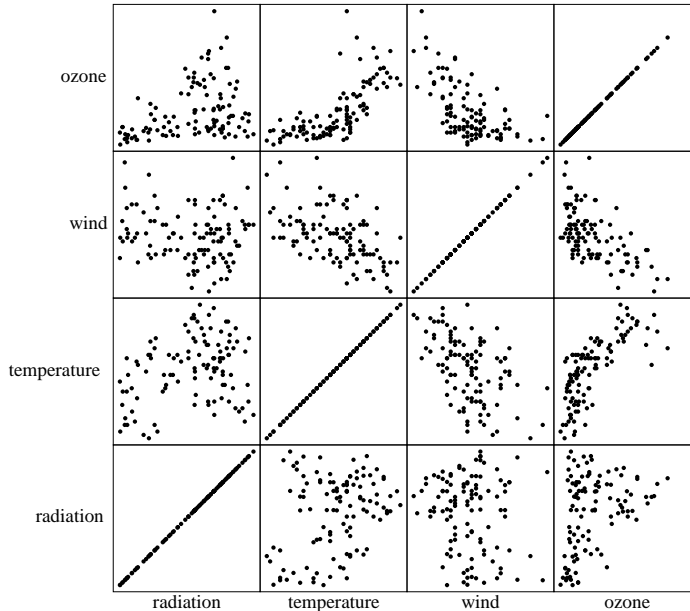 ozone
wind
temperature
radiation
radiation temperature wind ozone